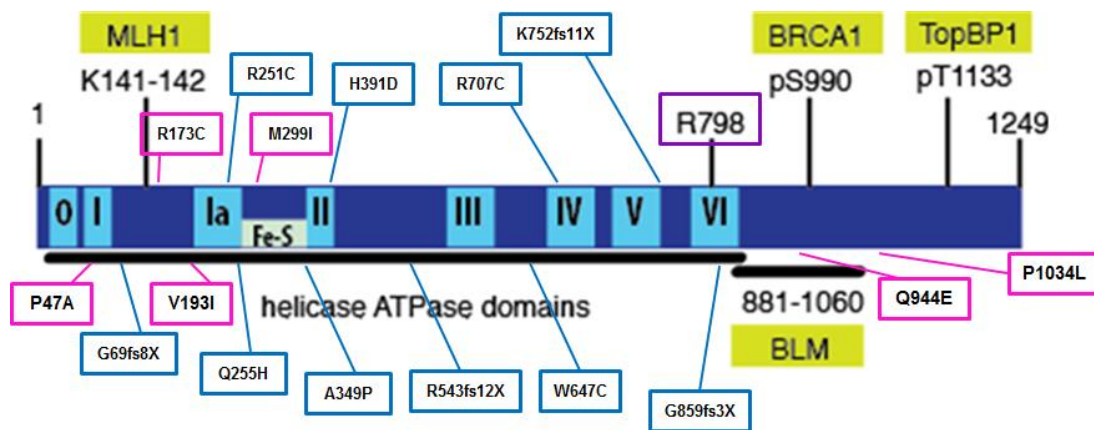 MLH1
K752fs11X
BRCA1
TopBP1
K141-142
R251C
H391D
R707C
pS990
pT1133
1
R173C
M299I
R798
1249
O
I
Ia
II
III
IV
V
VI
Fe-S
P47A
V193I
helicase ATPase domains
881-1060
Q944E
P1034L
G69fs8X
Q255H
A349P
R543fs12X
W647C
G859fs3X
BLM